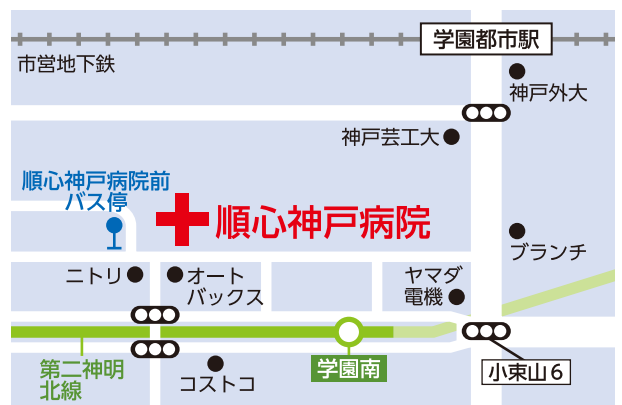 学園都市駅
市営地下鉄
神戸外大
神戸芸工大
順心神戸病院前
バス停
順心神戸病院
ブランチ
ニトリ
オート
バックス
ヤマダ
電機
第二神明
北線
コストコ
学園南
小束山6